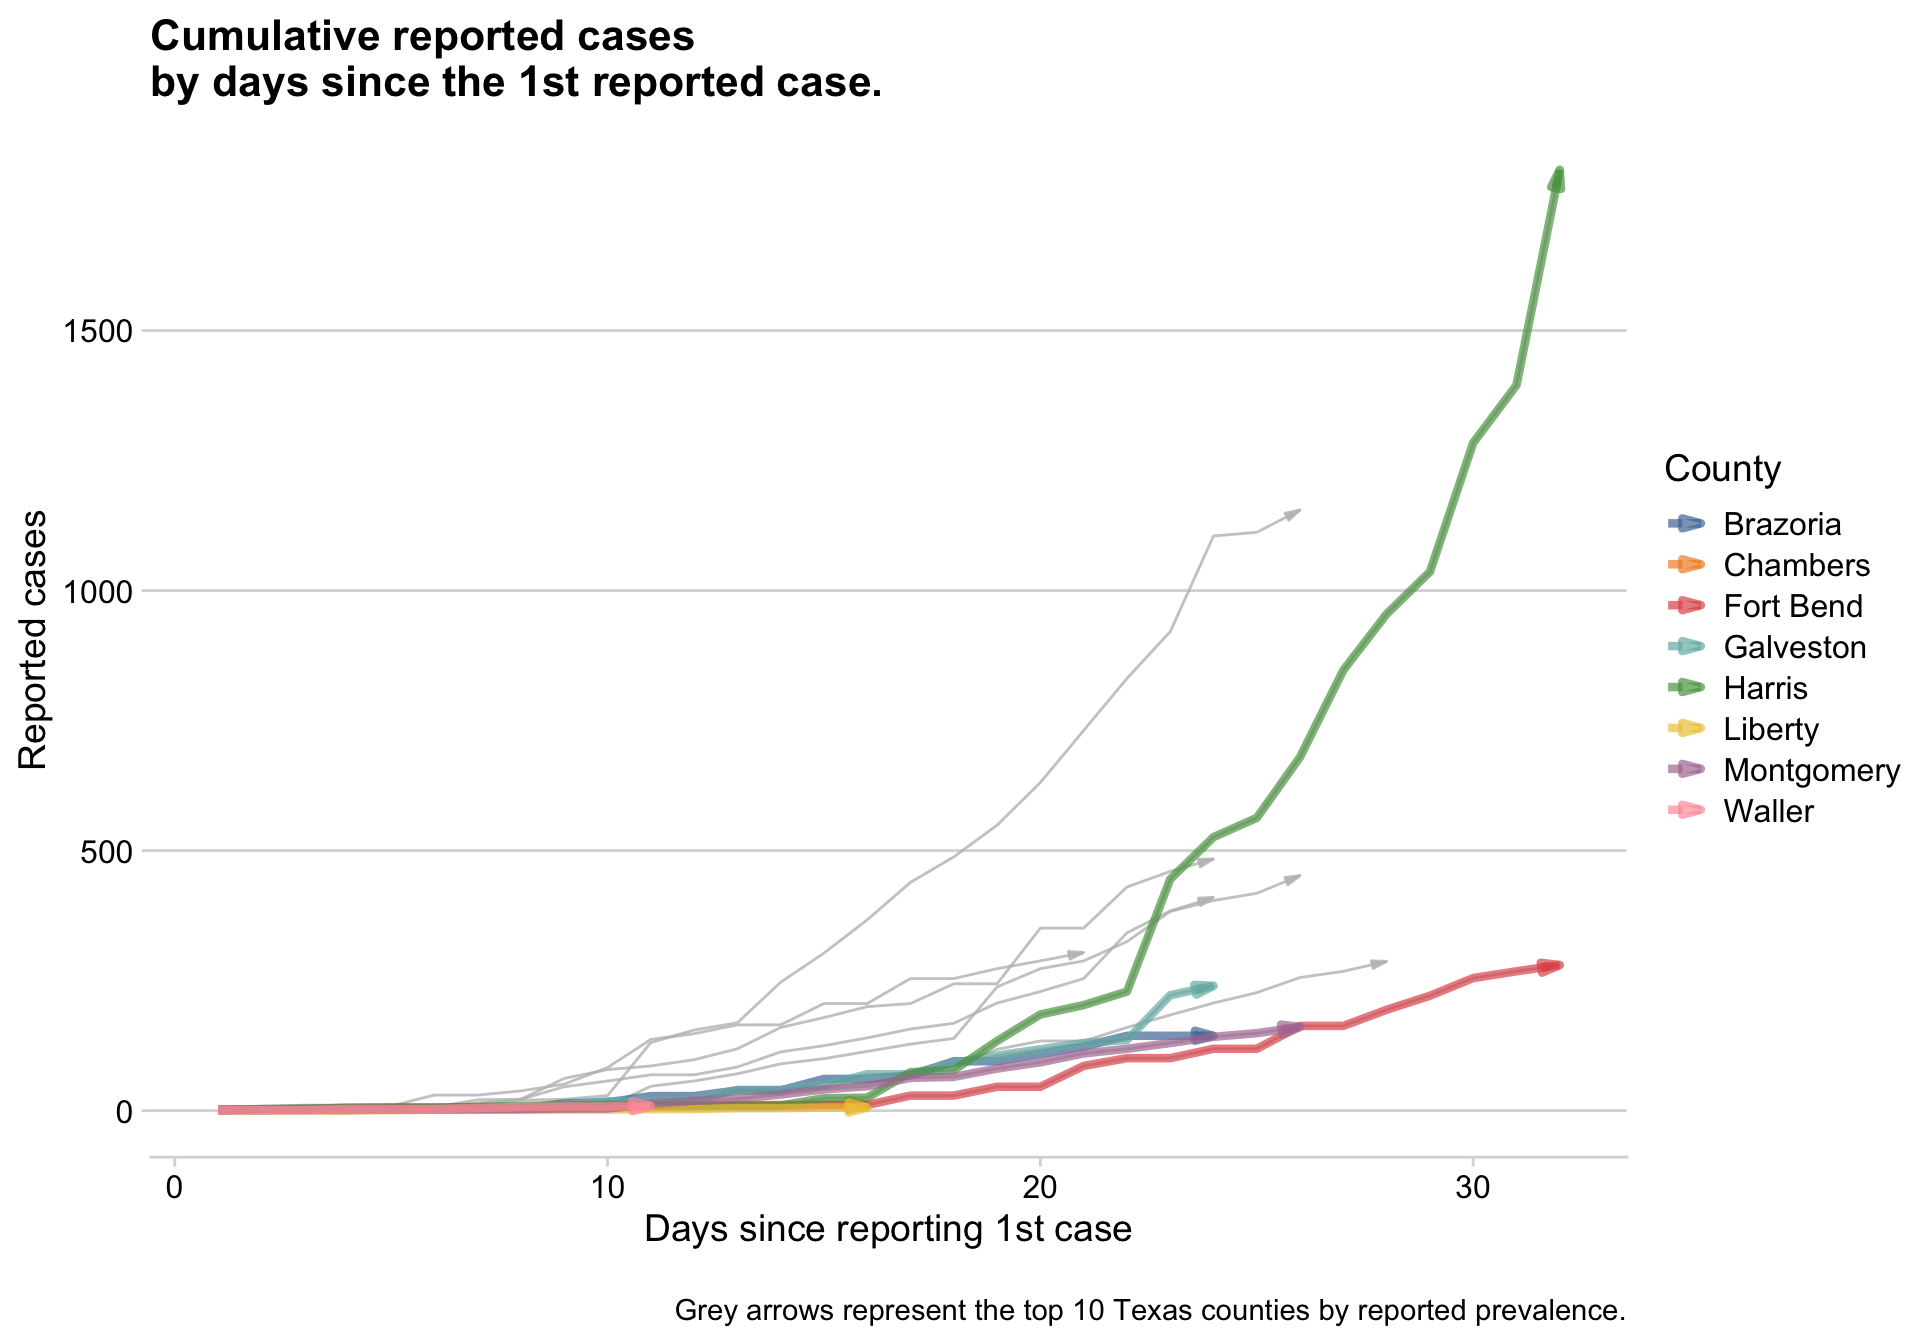 Cumulative reported cases
by days since the 1st reported case.
Reported cases
1500
1000
500
0
0 10 20 30
Days since reporting 1st case
County
Brazoria
Chambers
Fort Bend
Galveston
Harris
Liberty
Montgomery
Waller
Grey arrows represent the top 10 Texas counties by reported prevalence.